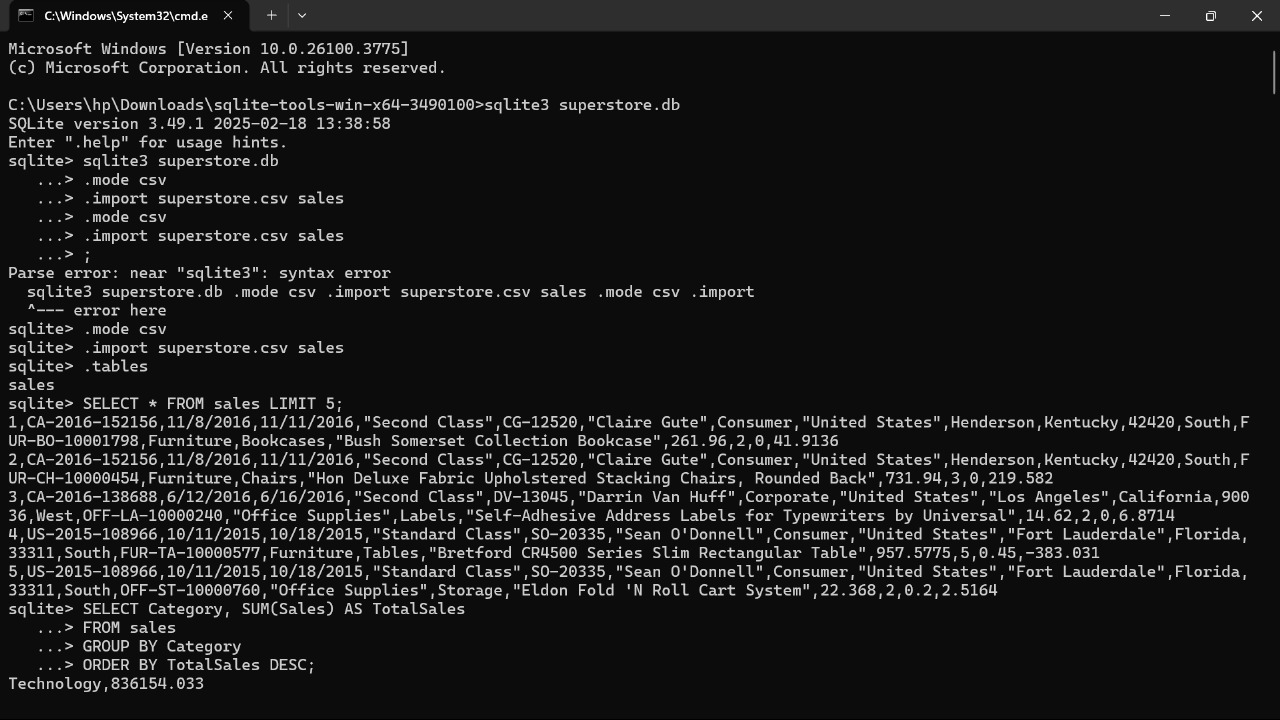 C:\Windows\System32\cmd.e
Microsoft Windows [Version 10.0.26100.3775]
(c) Microsoft Corporation. All rights reserved.
C:\Users\hp\Downloads\sqlite-tools-win-x64-3490100>sqlite3 superstore.db
SQLite version 3.49.1 2025-02-18 13:38:58
Enter ".help" for usage hints.
sqlite> sqlite3 superstore.db
   ...> .mode csv
   ...> .import superstore.csv sales
   ...> .mode csv
   ...> .import superstore.csv sales
   ...> ;
Parse error: near "sqlite3": syntax error
  sqlite3 superstore.db .mode csv .import superstore.csv sales .mode csv .import
  ^--- error here
sqlite> .mode csv
sqlite> .import superstore.csv sales
sqlite> .tables
sales
sqlite> SELECT * FROM sales LIMIT 5;
1,CA-2016-152156,11/8/2016,11/11/2016,"Second Class",CG-12520,"Claire Gute",Consumer,"United States",Henderson,Kentucky,42420,South,F
UR-BO-10001798,Furniture,Bookcases,"Bush Somerset Collection Bookcase",261.96,2,0,41.9136
2,CA-2016-152156,11/8/2016,11/11/2016,"Second Class",CG-12520,"Claire Gute",Consumer,"United States",Henderson,Kentucky,42420,South,F
UR-CH-10000454,Furniture,Chairs,"Hon Deluxe Fabric Upholstered Stacking Chairs, Rounded Back",731.94,3,0,219.582
3,CA-2016-138688,6/12/2016,6/16/2016,"Second Class",DV-13045,"Darrin Van Huff",Corporate,"United States","Los Angeles",California,900
36,West,OFF-LA-10000240,"Office Supplies",Labels,"Self-Adhesive Address Labels for Typewriters by Universal",14.62,2,0,6.8714
4,US-2015-108966,10/11/2015,10/18/2015,"Standard Class",SO-20335,"Sean O'Donnell",Consumer,"United States","Fort Lauderdale",Florida,
33311,South,FUR-TA-10000577,Furniture,Tables,"Bretford CR4500 Series Slim Rectangular Table",957.5775,5,0.45,-383.031
5,US-2015-108966,10/11/2015,10/18/2015,"Standard Class",SO-20335,"Sean O'Donnell",Consumer,"United States","Fort Lauderdale",Florida,
33311,South,OFF-ST-10000760,"Office Supplies",Storage,"Eldon Fold 'N Roll Cart System",22.368,2,0.2,2.5164
sqlite> SELECT Category, SUM(Sales) AS TotalSales
   ...> FROM sales
   ...> GROUP BY Category
   ...> ORDER BY TotalSales DESC;
Technology,836154.033